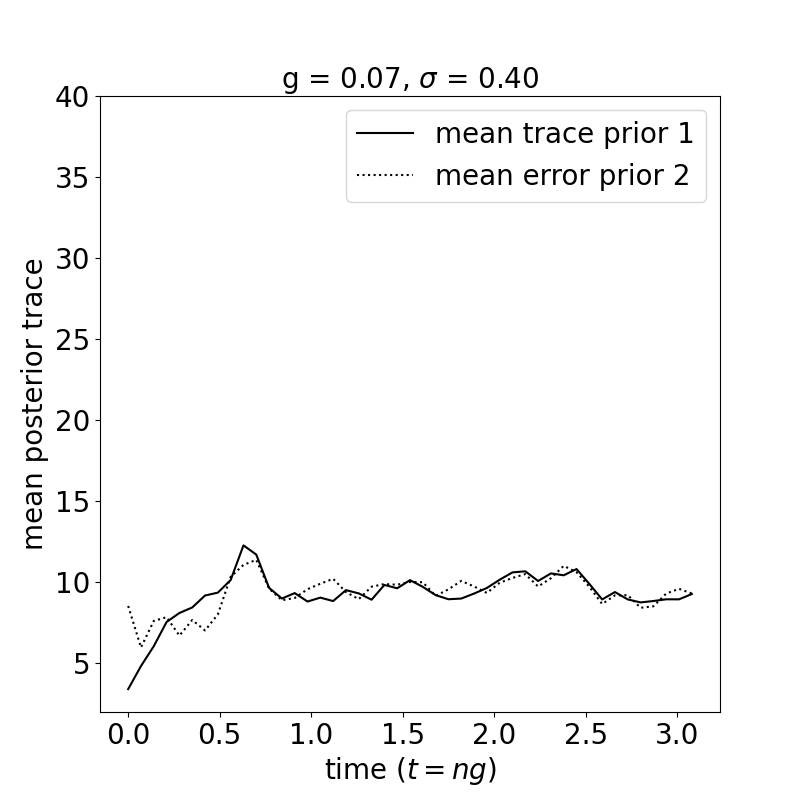 g = 0.07, σ = 0.40
mean trace prior 1
mean error prior 2
mean posterior trace
40
35
30
25
20
15
10
5
0.0 0.5 1.0 1.5 2.0 2.5 3.0
time (t = ng)